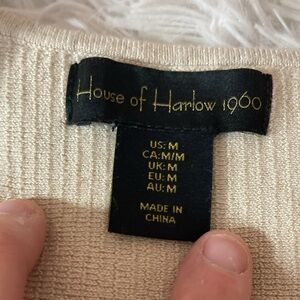 House of Harlow 1960
US: M
CA: M/M
UK: M
EU: M
AU: M
MADE IN
CHINA